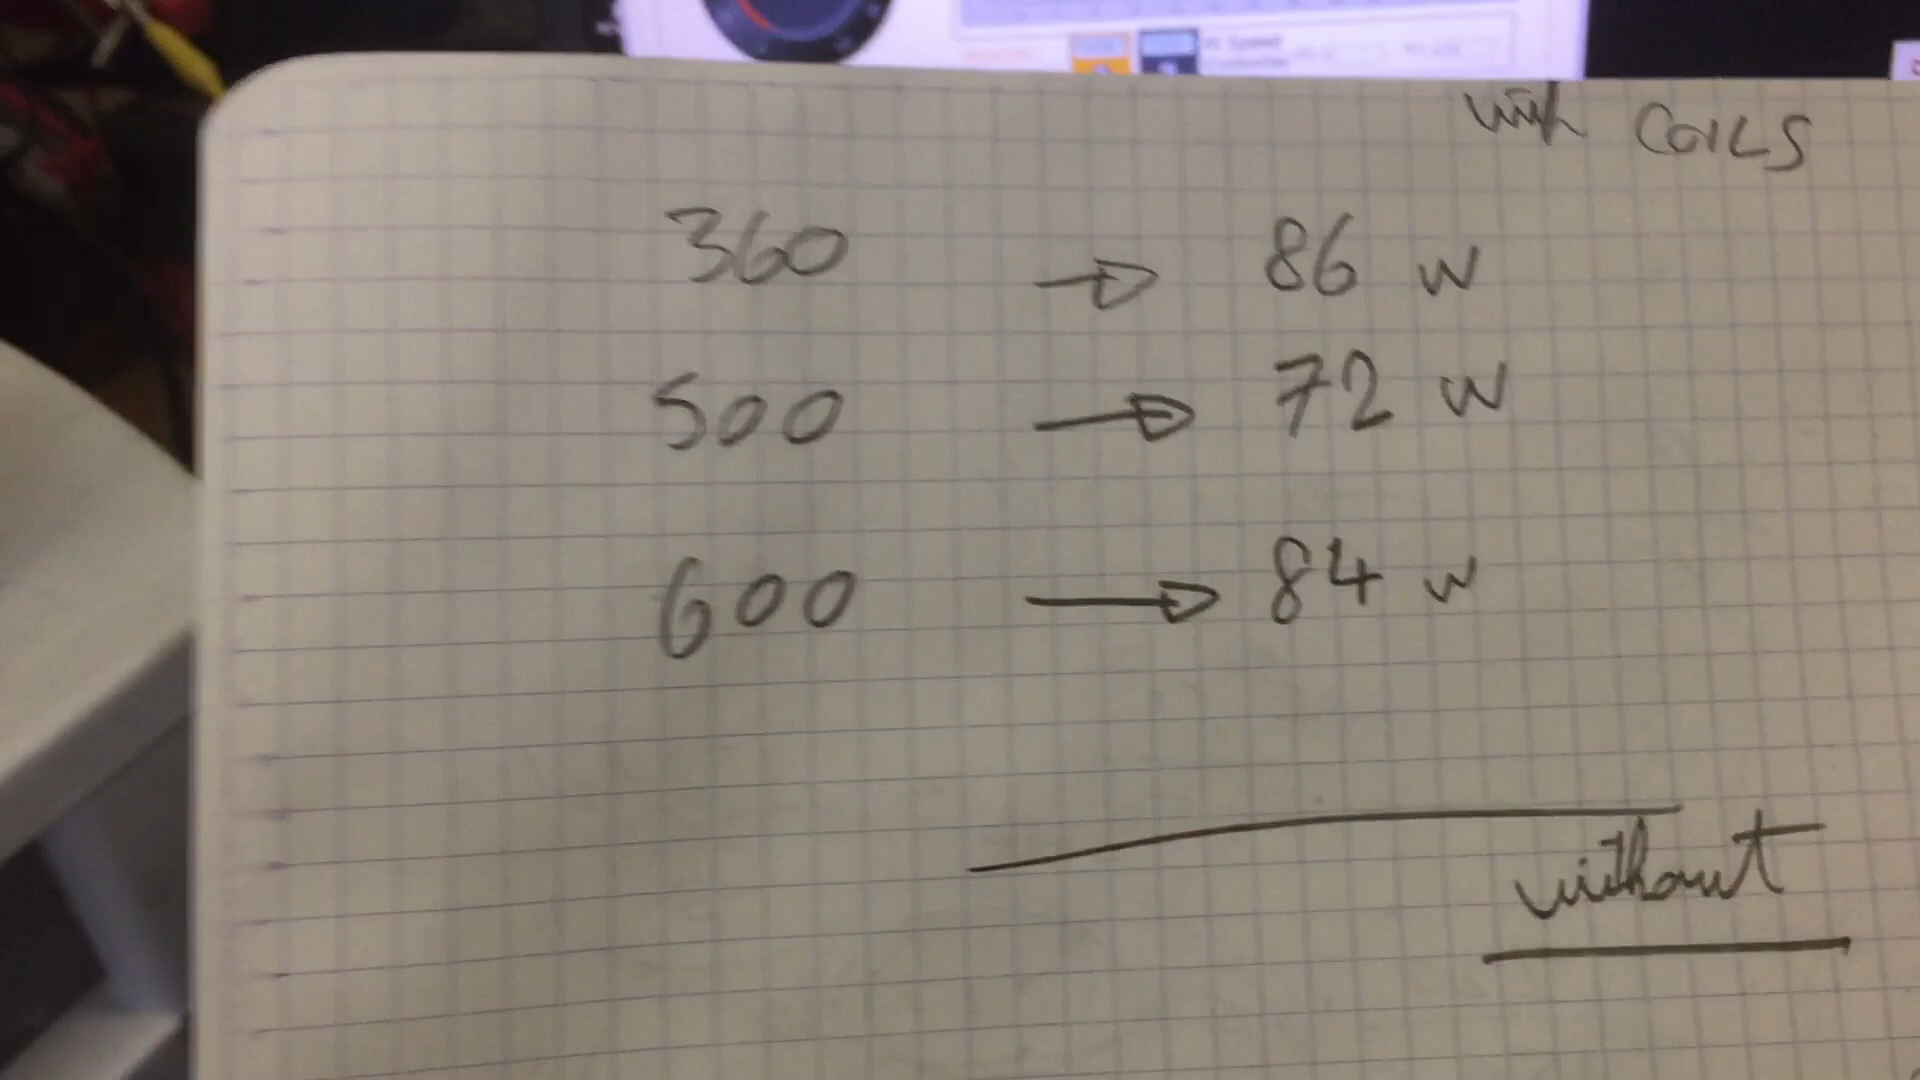 with COILS
360 → 86 W
500 → 72 W
600 → 84 W
without